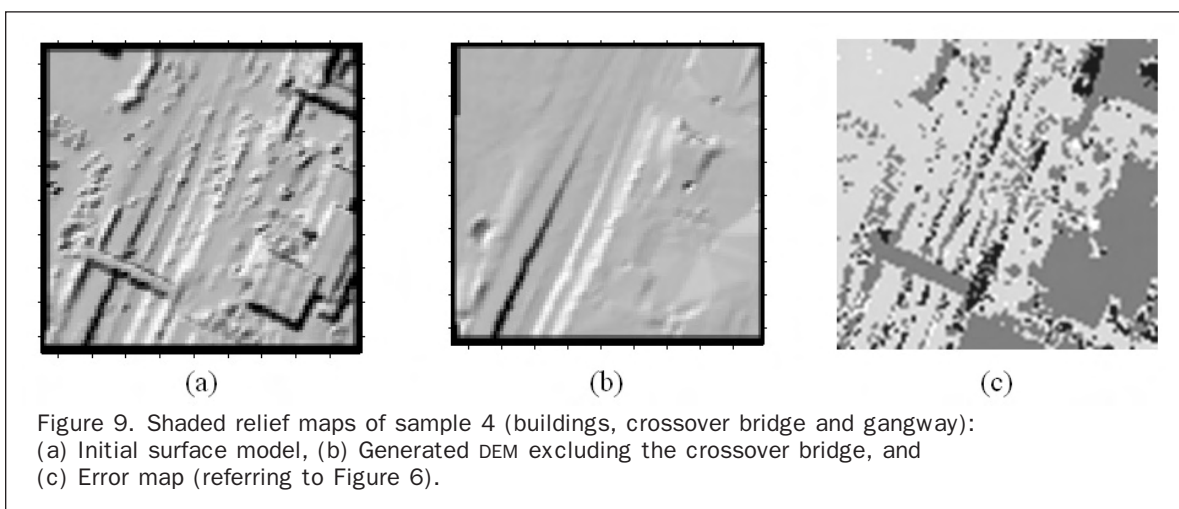 (a)
(b)
(c)
Figure 9. Shaded relief maps of sample 4 (buildings, crossover bridge and gangway):
(a) Initial surface model, (b) Generated DEM excluding the crossover bridge, and
(c) Error map (referring to Figure 6).